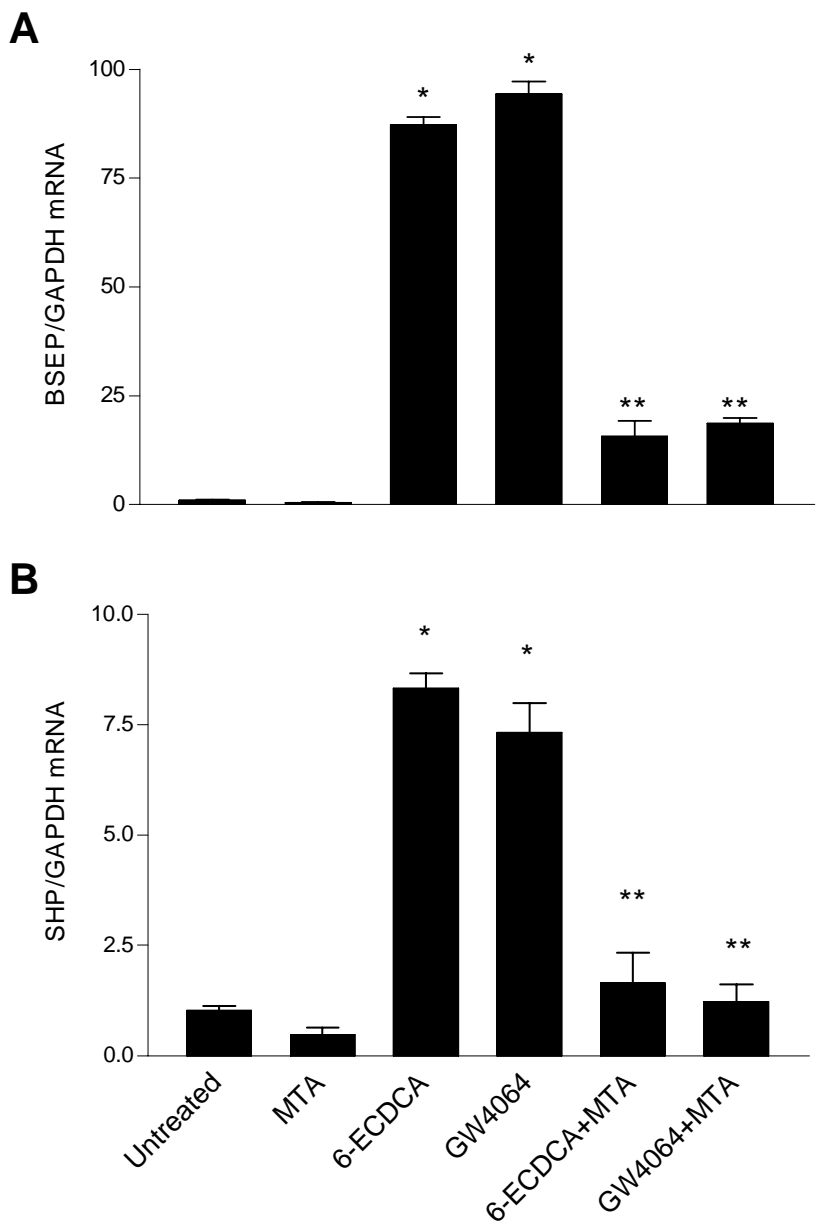 A
BSEP/GAPDH mRNA
100
75
50
25
0
*
*
**
**
B
SHP/GAPDH mRNA
10.0
7.5
5.0
2.5
0.0
*
*
**
**
Untreated
MTA
6-ECDCA
GW4064
6-ECDCA+MTA
GW4064+MTA